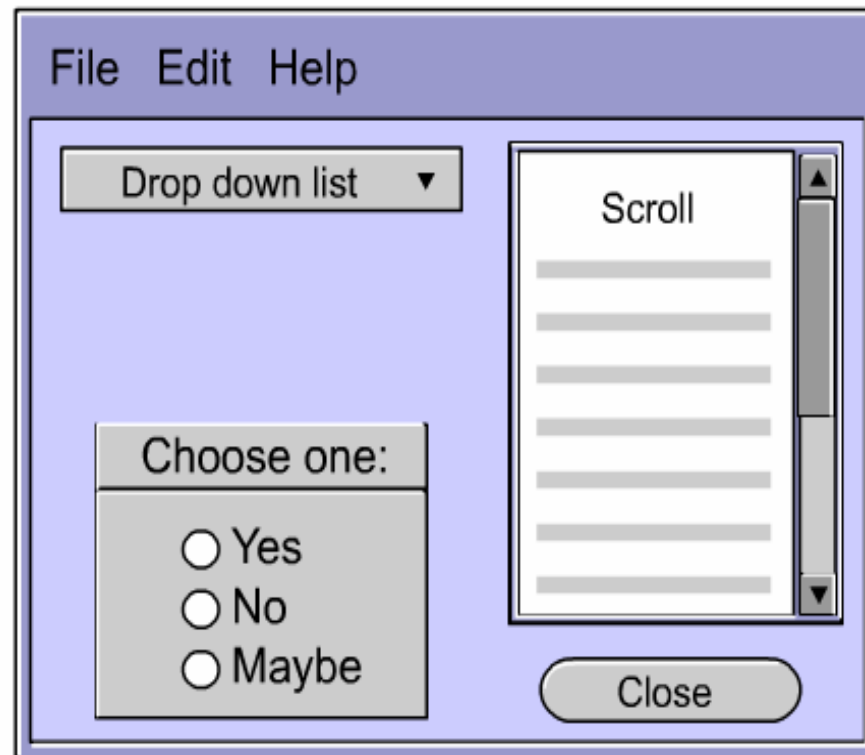 File Edit Help
Drop down list
Scroll
Choose one:
Yes
No
Maybe
Close